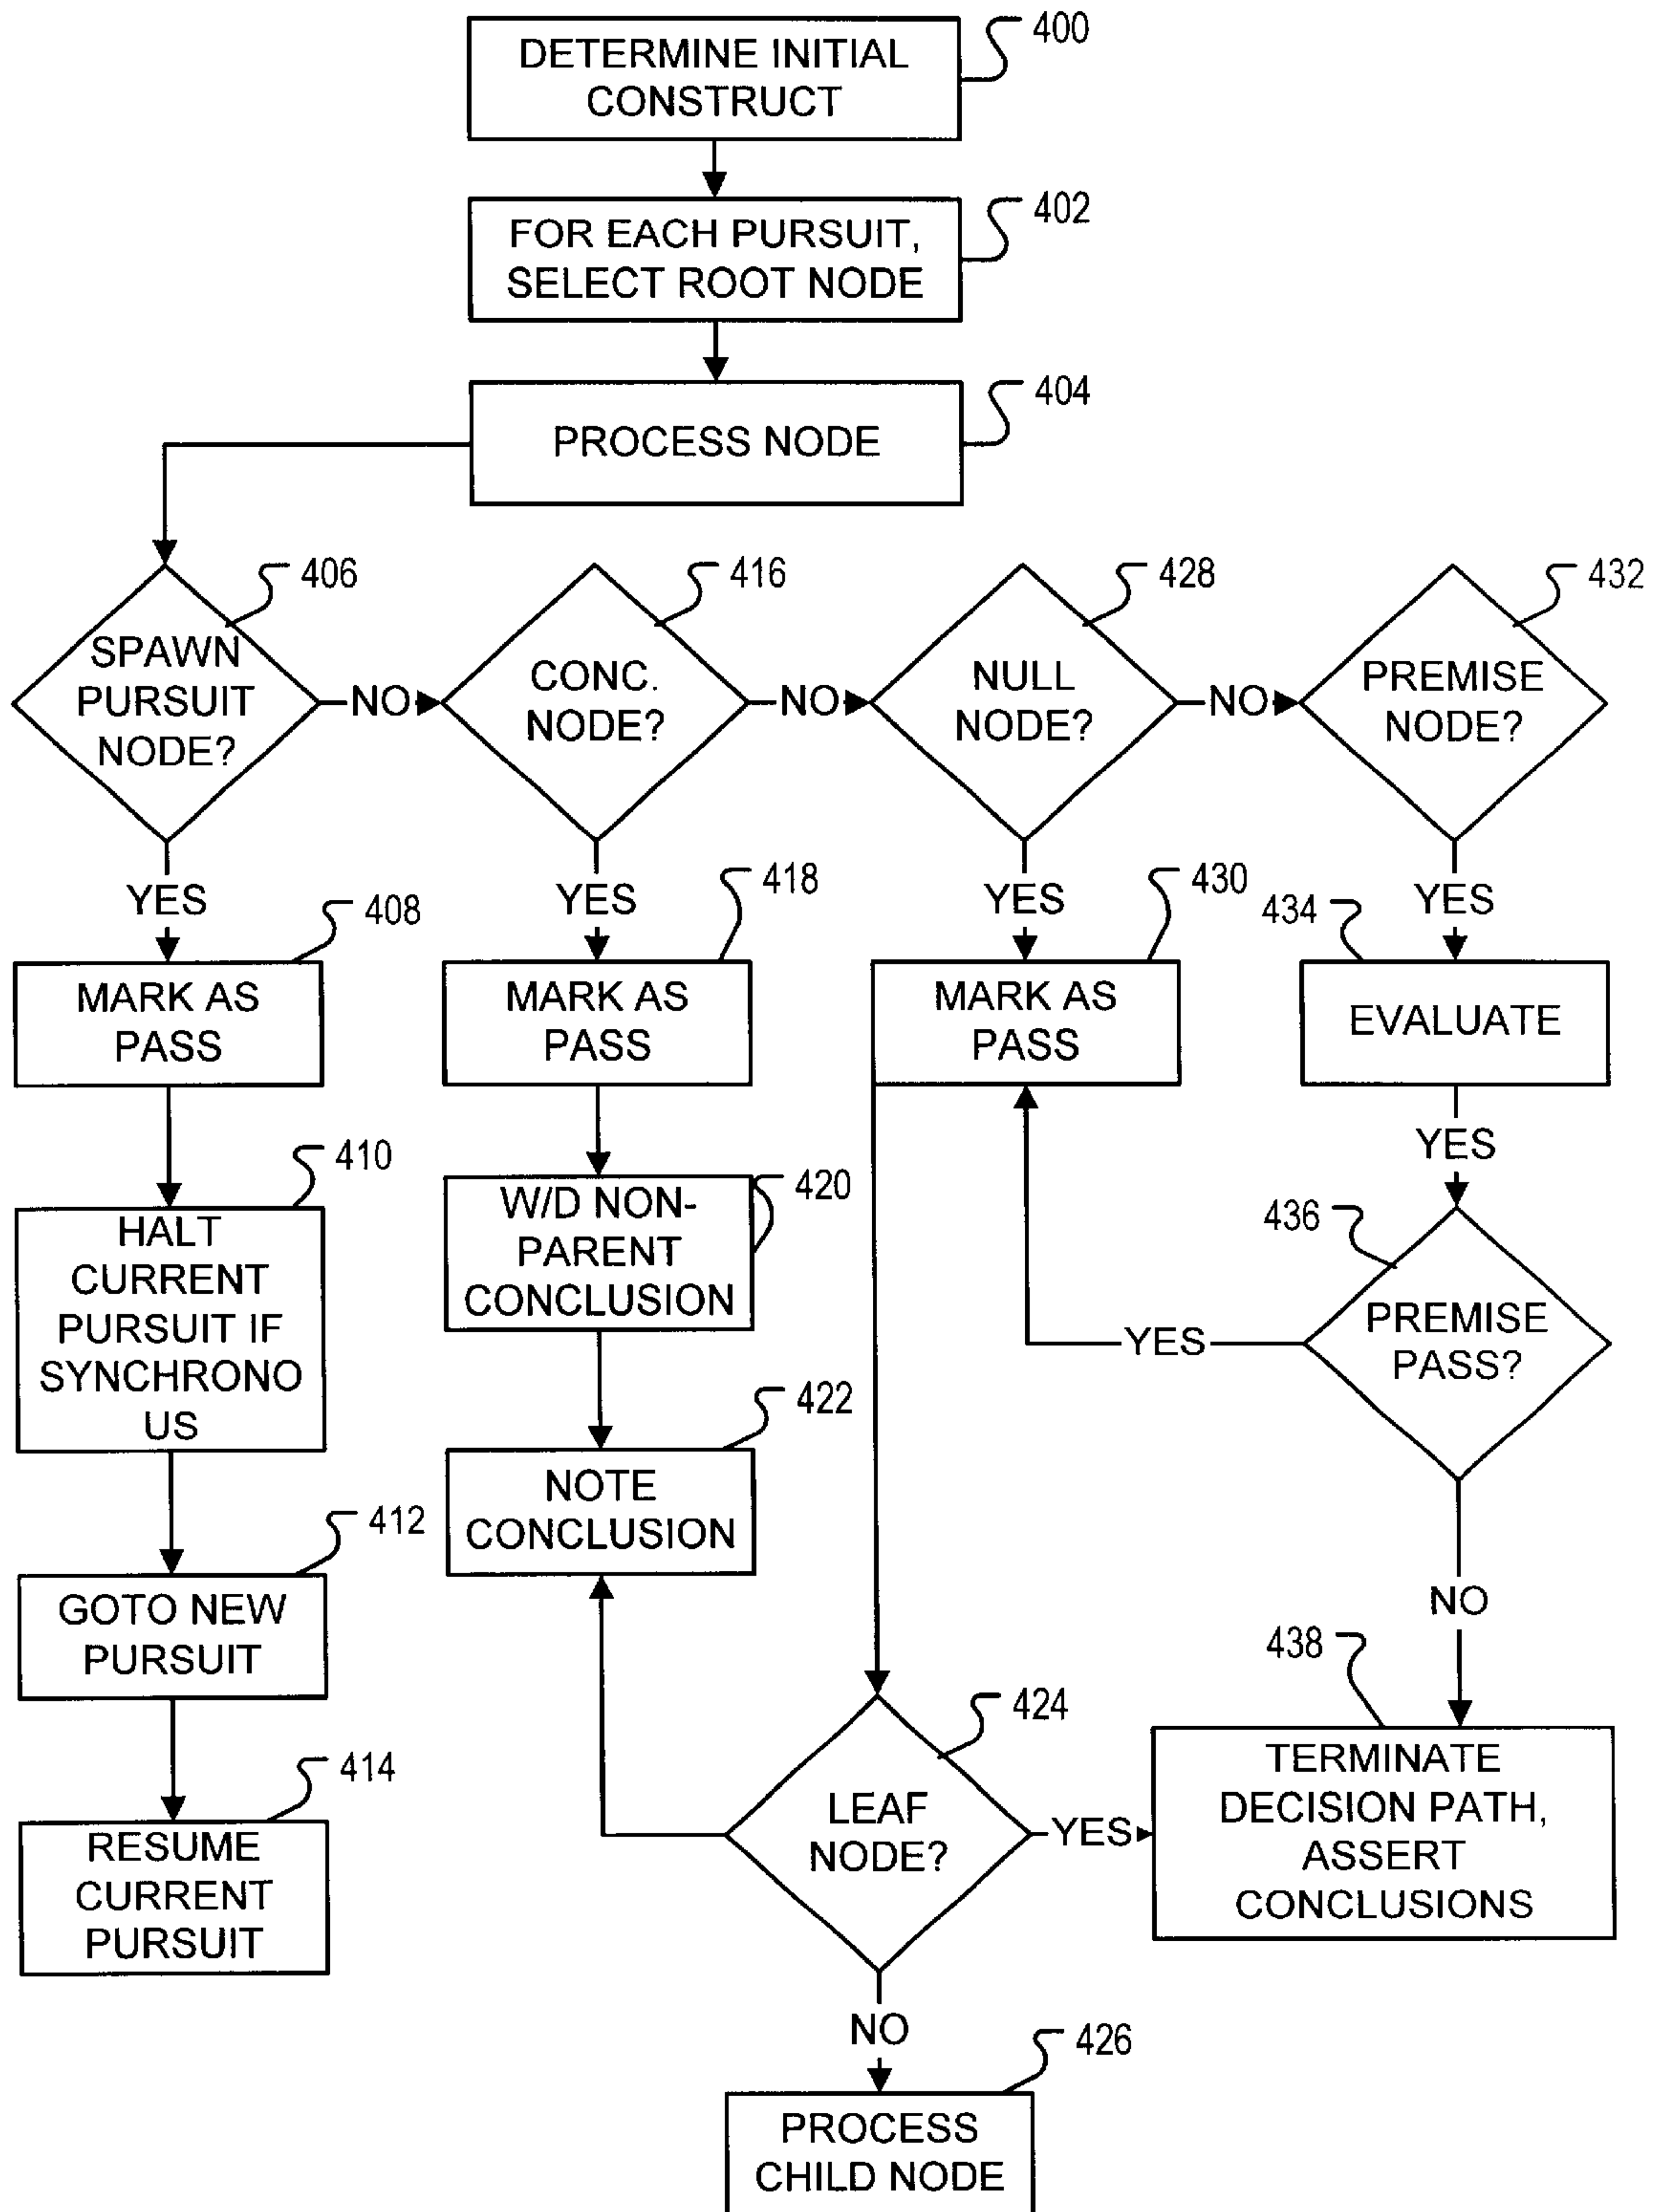 DETERMINE INITIAL
CONSTRUCT
400
FOR EACH PURSUIT,
SELECT ROOT NODE
402
PROCESS NODE
404
SPAWN
PURSUIT
NODE?
406
NO
CONC.
NODE?
416
NO
NULL
NODE?
428
NO
PREMISE
NODE?
432
YES
YES
YES
YES
408
418
430
434
MARK AS
PASS
MARK AS
PASS
MARK AS
PASS
EVALUATE
YES
410
HALT
CURRENT
PURSUIT IF
SYNCHRONO
US
420
W/D NON-
PARENT
CONCLUSION
436
PREMISE
PASS?
YES
NO
422
NOTE
CONCLUSION
412
GOTO NEW
PURSUIT
414
RESUME
CURRENT
PURSUIT
424
LEAF
NODE?
YES
438
TERMINATE
DECISION PATH,
ASSERT
CONCLUSIONS
NO
426
PROCESS
CHILD NODE